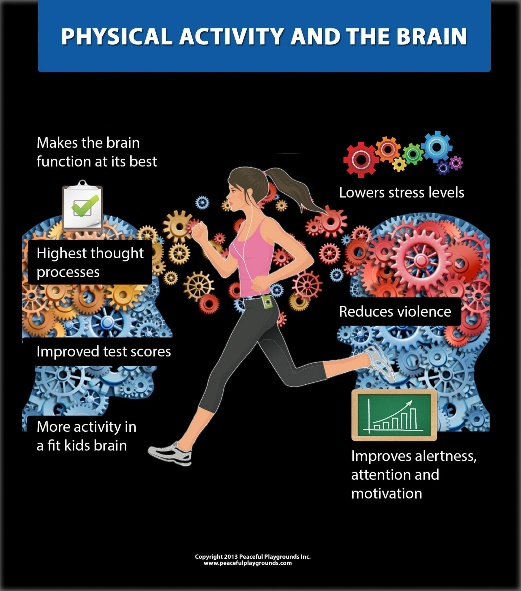 PHYSICAL ACTIVITY AND THE BRAIN
Makes the brain
function at its best
Highest thought
processes
Improved test scores
More activity in
a fit kids brain
Lowers stress levels
Reduces violence
Improves alertness,
attention and
motivation
Copyright 2013 Peaceful Playgrounds Inc.
www.peacefulplaygrounds.com